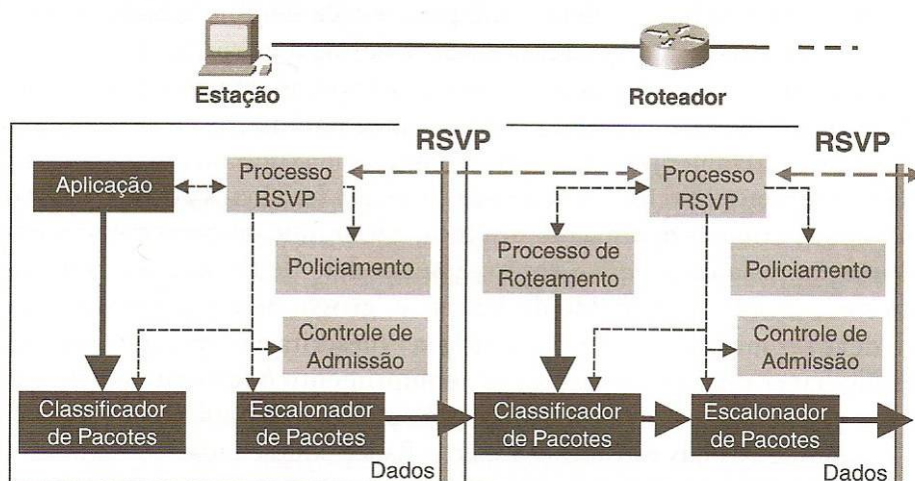 Estação
Roteador
RSVP
RSVP
Aplicação
Processo
RSVP
Policiamento
Controle de
Admissão
Classificador
de Pacotes
Escalonador
de Pacotes
Dados
Processo
RSVP
Processo de
Roteamento
Policiamento
Controle de
Admissão
Classificador
de Pacotes
Escalonador
de Pacotes
Dados